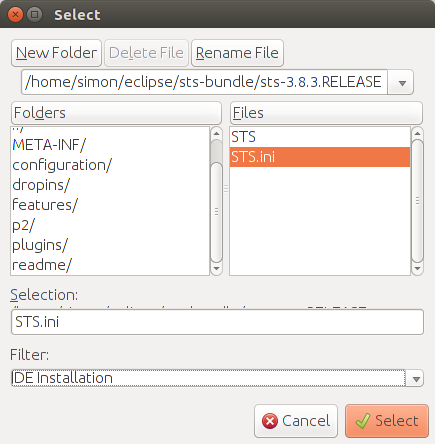 Select
New Folder Delete File Rename File
/home/simon/eclipse/sts-bundle/sts-3.8.3.RELEASE
Folders Files
../
META-INF/
configuration/
dropins/
features/
p2/
plugins/
readme/
STS
STS.ini
Selection:
STS.ini
Filter:
IDE Installation
Cancel Select